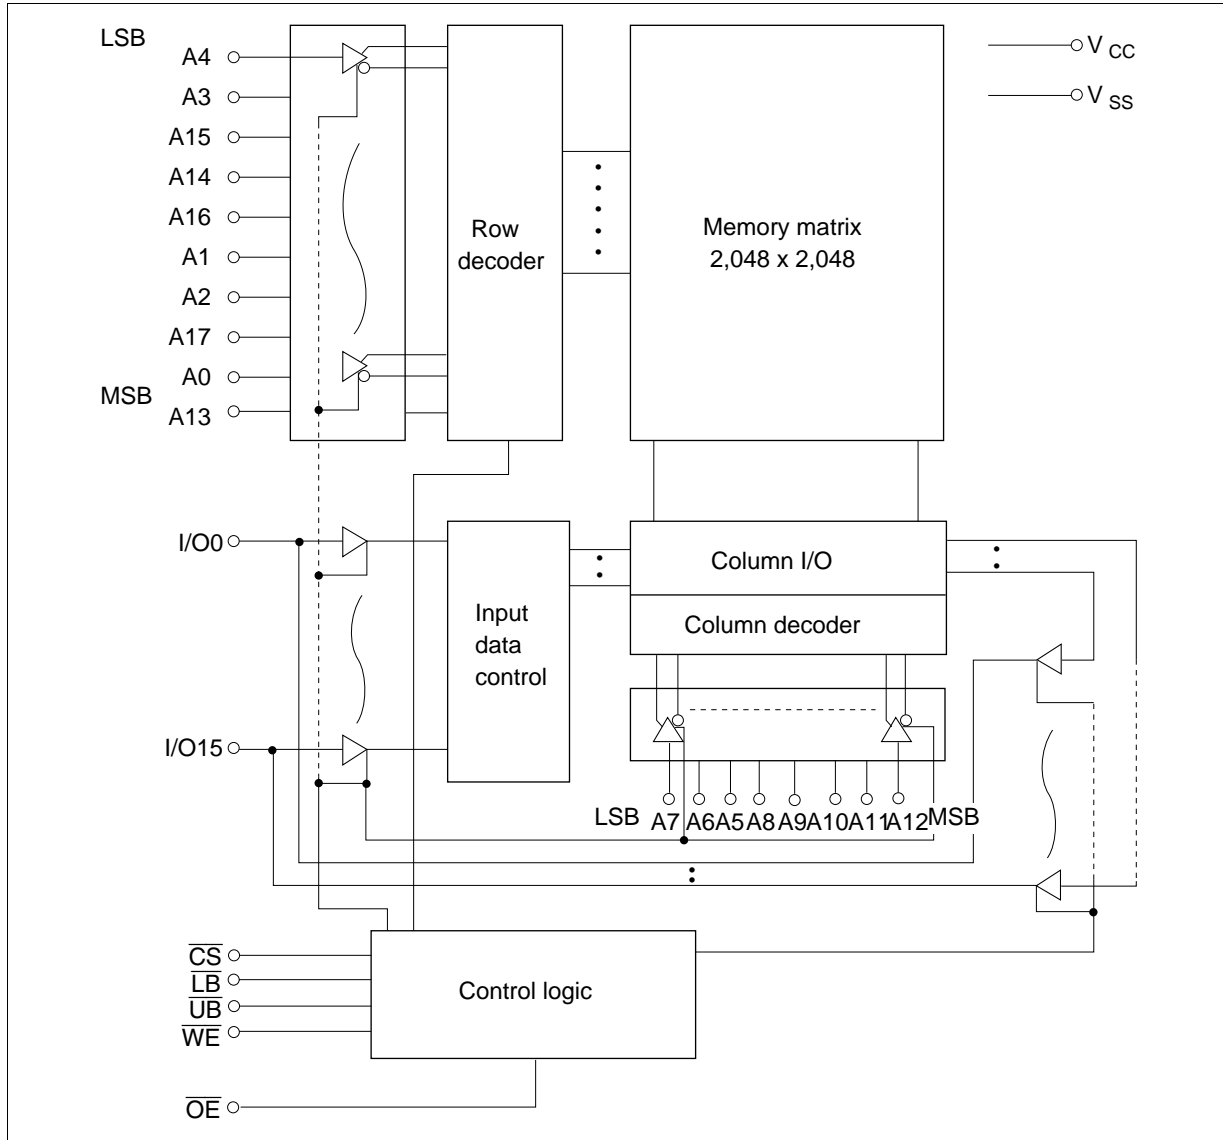 LSB
A4
A3
A15
A14
A16
A1
A2
A17
A0
MSB
A13
Row
decoder
Memory matrix
2,048 x 2,048
V CC
V SS
I/O0
I/O15
Input
data
control
Column I/O
Column decoder
LSB A7 A6 A5 A8 A9 A10 A11 A12 MSB
CS
LB
UB
WE
OE
Control logic